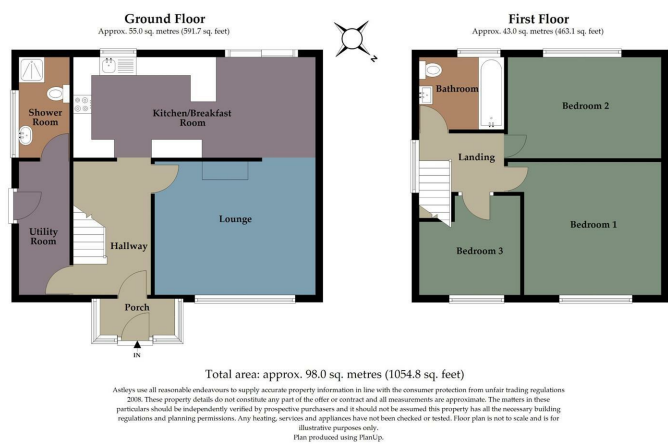 Ground Floor
Approx. 55.0 sq. metres (591.7 sq. feet)
First Floor
Approx. 43.0 sq. metres (463.1 sq. feet)
N
Shower
Room
Kitchen/Breakfast
Room
Utility
Room
Hallway
Lounge
Porch
IN
Bathroom
Bedroom 2
Landing
Bedroom 1
Bedroom 3
Total area: approx. 98.0 sq. metres (1054.8 sq. feet)
Astleys use all reasonable endeavours to supply accurate property information in line with the consumer protection from unfair trading regulations
2008. These property details do not constitute any part of the offer or contract and all measurements are approximate. The matters in these
particulars should be independently verified by prospective purchasers and it should not be assumed this property has all the necessary building
regulations and planning permissions. Any heating, services and appliances have not been checked or tested. Floor plan is not to scale and is for
illustrative purposes only.
Plan produced using PlanUp.